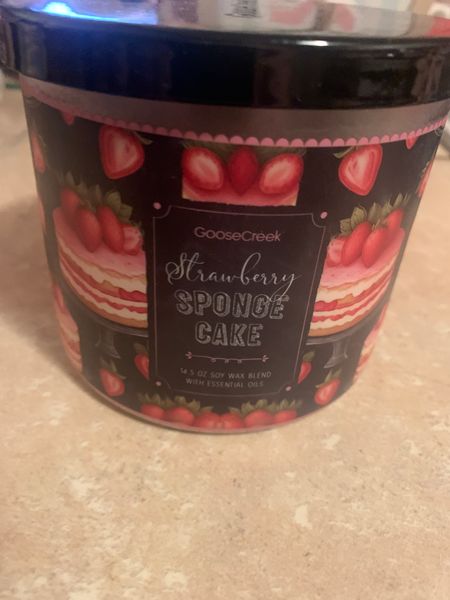 GooseCreek
Strawberry
SPONGE
CAKE
14.5 OZ SOY WAX BLEND
WITH ESSENTIAL OILS